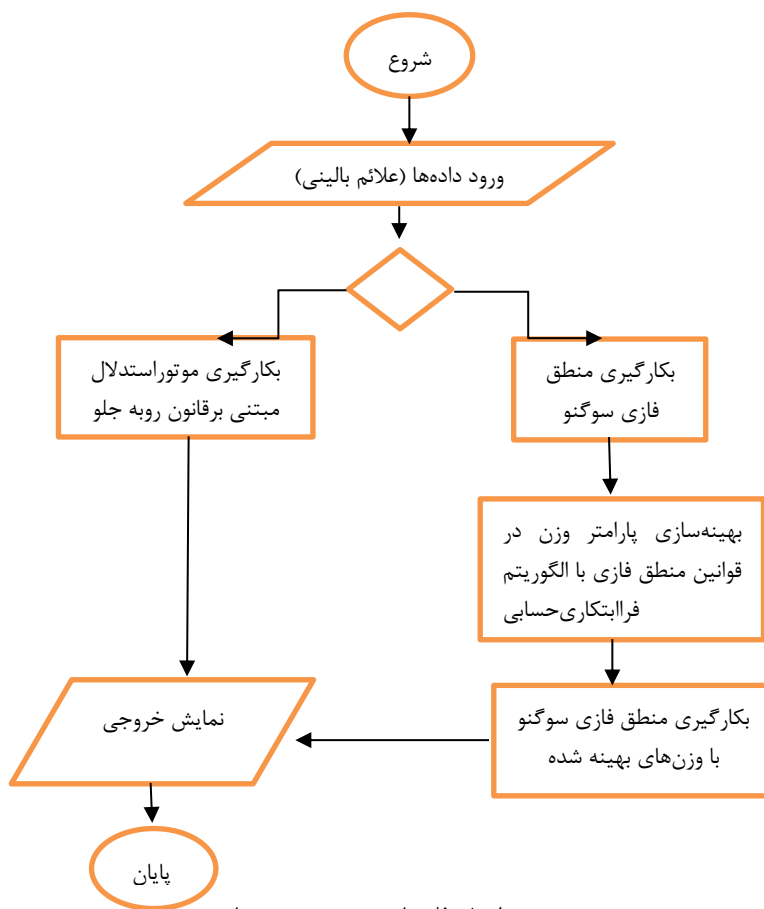 شروع
ورود داده‌ها (علائم بالینی)
بکارگیری منطق
فازی سوگنو
بکارگیری موتوراستدلال
مبتنی برقانون روبه جلو
بهینه‌سازی پارامتر وزن در
قوانین منطق فازی با الگوریتم
فراابتکاری‌حسابی
بکارگیری منطق فازی سوگنو
با وزن‌های بهینه شده
نمایش خروجی
پایان